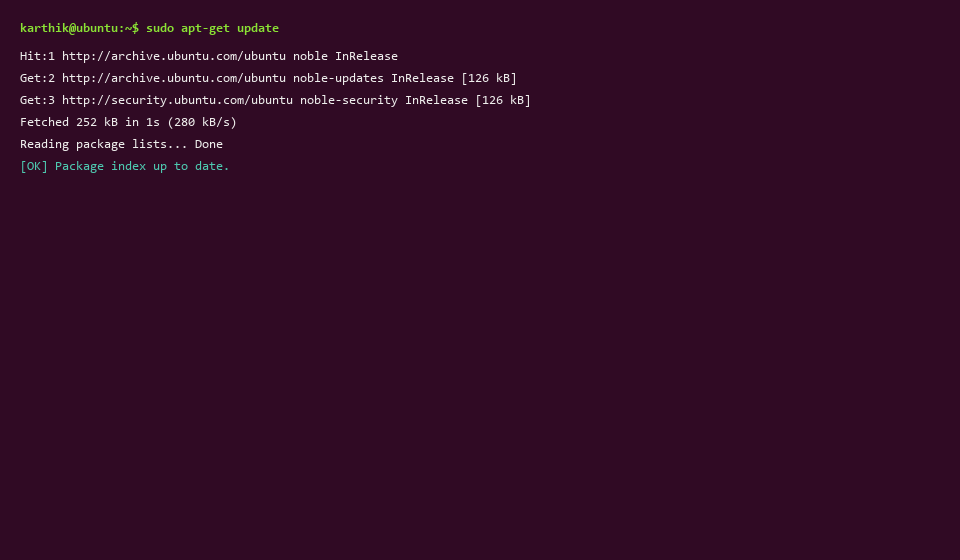 karthik@ubuntu:~$ sudo apt-get update
Hit:1 http://archive.ubuntu.com/ubuntu noble InRelease
Get:2 http://archive.ubuntu.com/ubuntu noble-updates InRelease [126 kB]
Get:3 http://security.ubuntu.com/ubuntu noble-security InRelease [126 kB]
Fetched 252 kB in 1s (280 kB/s)
Reading package lists... Done
[OK] Package index up to date.